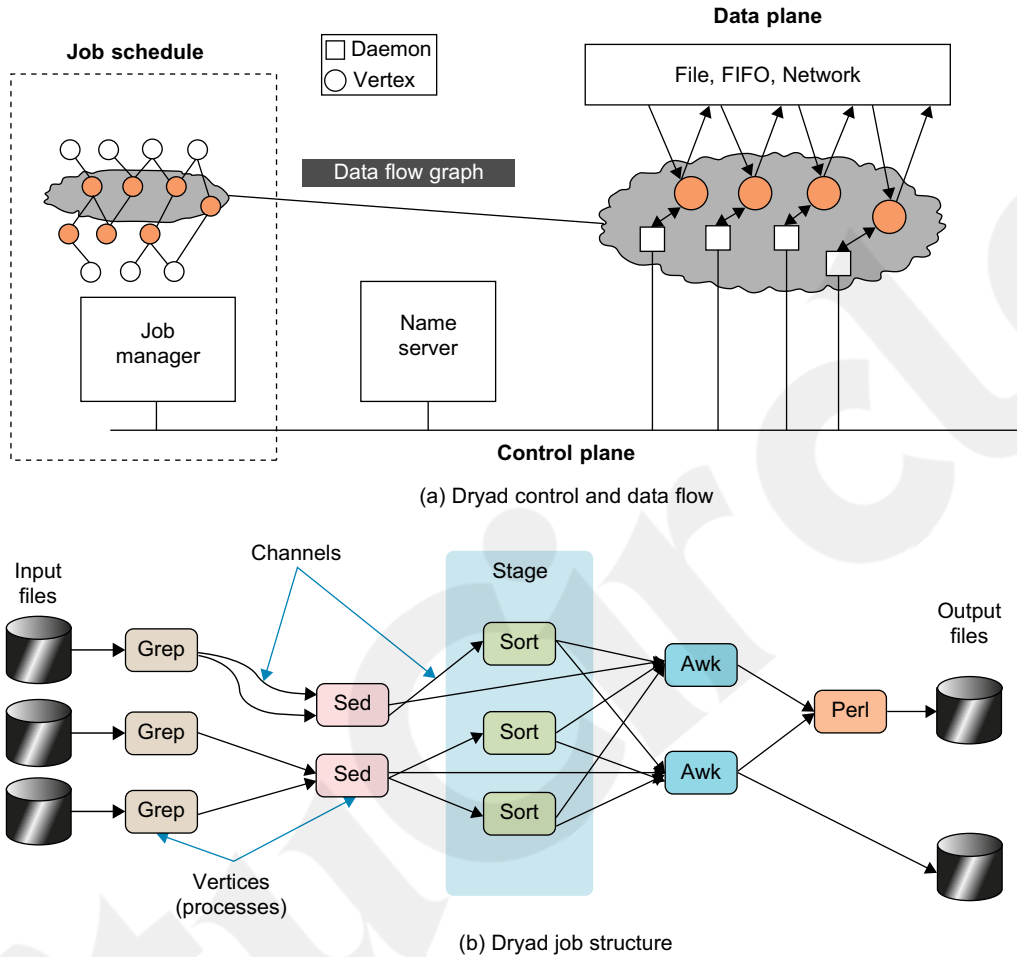 Data plane
Job schedule
Daemon
Vertex
File, FIFO, Network
Data flow graph
Job
manager
Name
server
Control plane
(a) Dryad control and data flow
Channels
Input
files
Stage
Output
files
Grep
Sort
Sed
Awk
Perl
Grep
Sort
Sed
Awk
Grep
Sort
Vertices
(processes)
(b) Dryad job structure